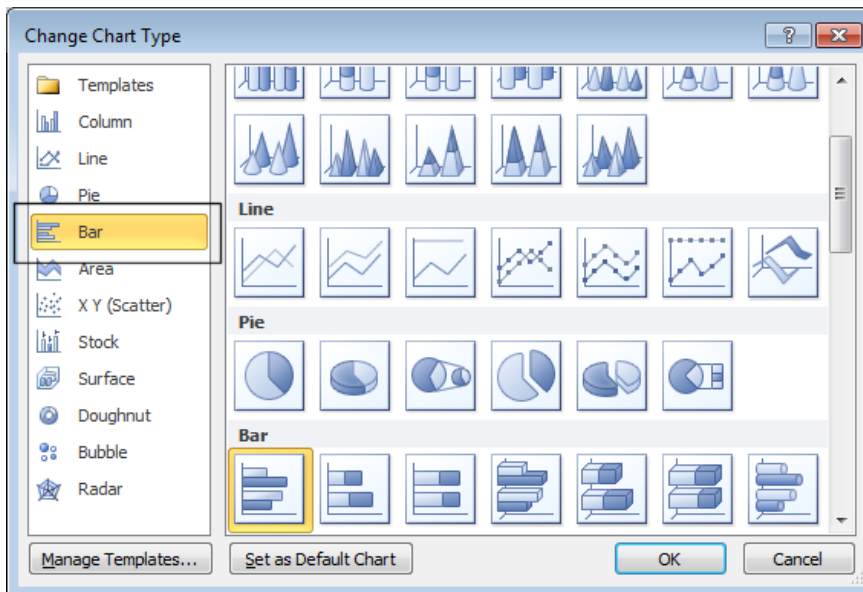 Change Chart Type
Templates
Column
Line
Pie
Bar
Area
X Y (Scatter)
Stock
Surface
Doughnut
Bubble
Radar
Line
Pie
Bar
Manage Templates...
Set as Default Chart
OK
Cancel